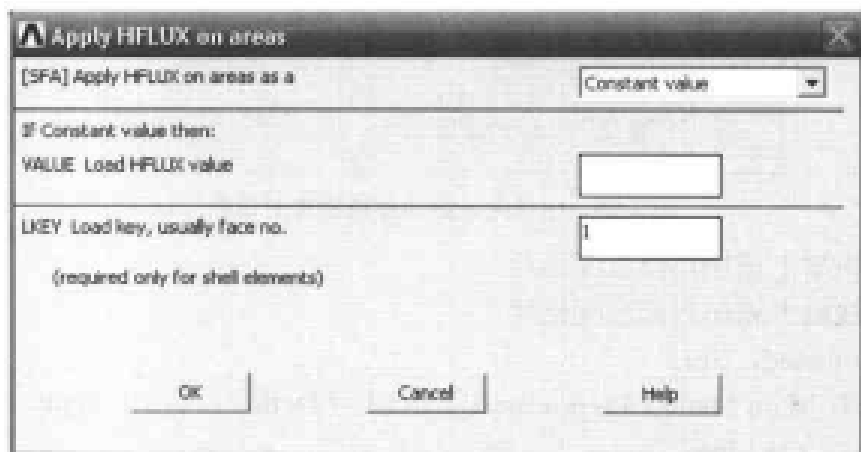 Apply HFLUX on areas
[SFA] Apply HFLUX on areas as a Constant value
IF Constant value then:
VALUE Load HFLUX value
LKEY Load key, usually face no. 1
(required only for shell elements)
OK Cancel Help